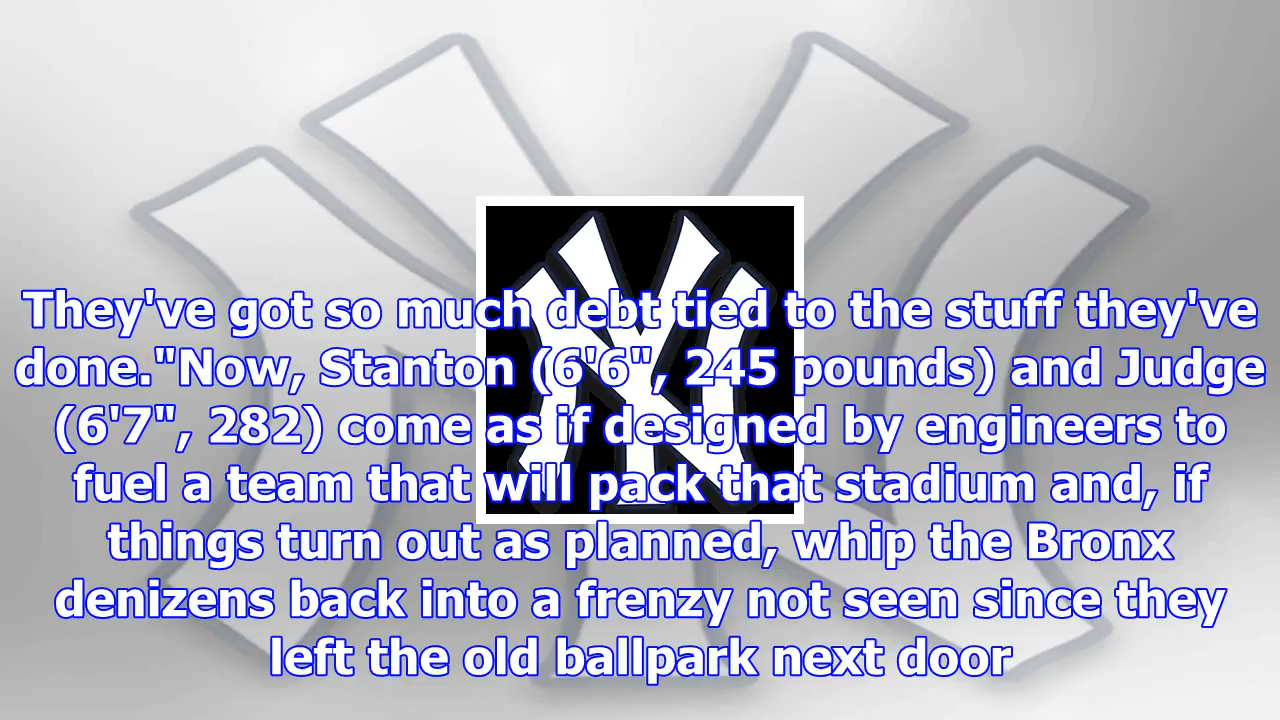 They've got so much debt tied to the stuff they've
done."Now, Stanton (6'6", 245 pounds) and Judge
(6'7", 282) come as if designed by engineers to
fuel a team that will pack that stadium and, if
things turn out as planned, whip the Bronx
denizens back into a frenzy not seen since they
left the old ballpark next door